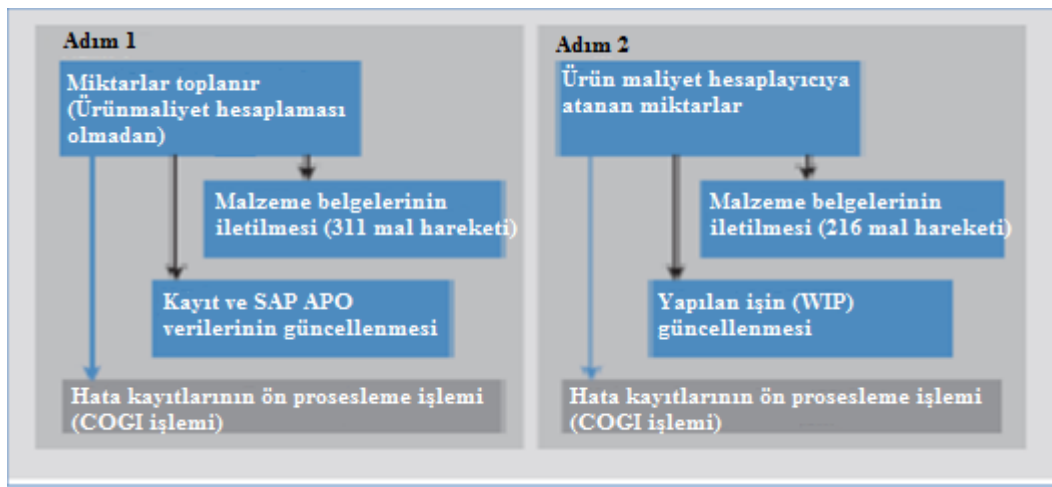 Adım 1
Miktarlar toplanır
(Ürünmaliyet hesaplaması
olmadan)
Malzeme belgelerinin
iletilmesi (311 mal hareketi)
Kayıt ve SAP APO
verilerinin güncellenmesi
Hata kayıtlarının ön prosesleme işlemi
(COGI işlemi)
Adım 2
Ürün maliyet hesaplayıcıya
atanan miktarlar
Malzeme belgelerinin
iletilmesi (216 mal hareketi)
Yapılan işin (WIP)
güncellenmesi
Hata kayıtlarının ön prosesleme işlemi
(COGI işlemi)